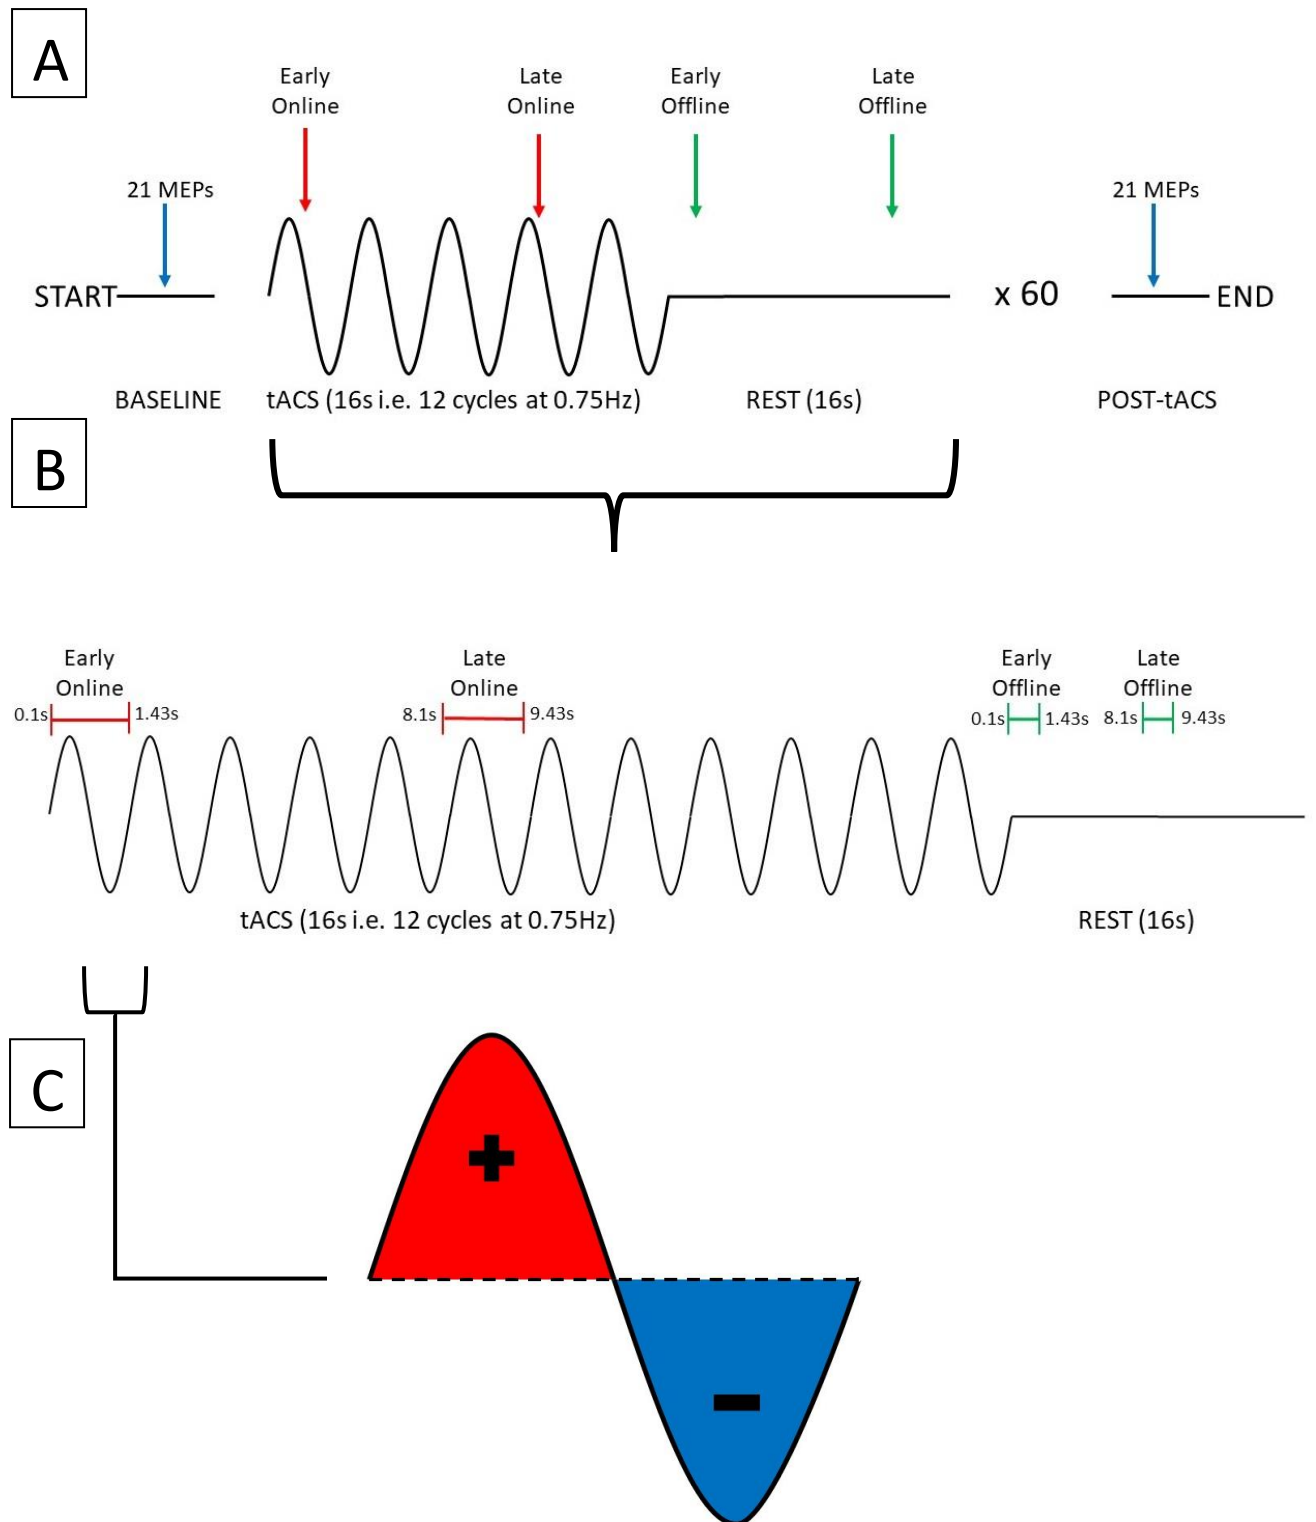 A
Early
Online
Late
Online
Early
Offline
Late
Offline
21 MEPs
21 MEPs
START
x 60
END
BASELINE
tACS (16s i.e. 12 cycles at 0.75Hz)
REST (16s)
POST-tACS
B
Early
Online
Late
Online
Early
Offline
Late
Offline
0.1s
1.43s
8.1s
9.43s
0.1s
1.43s
8.1s
9.43s
tACS (16s i.e. 12 cycles at 0.75Hz)
REST (16s)
C
+
-